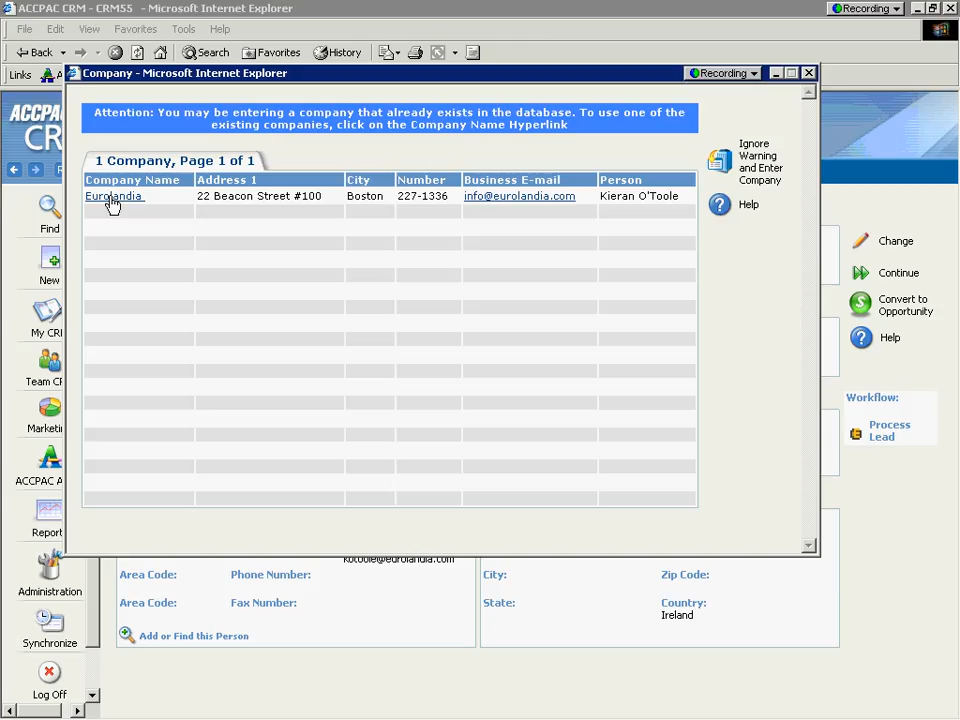 ACCPAC CRM - CRM55 - Microsoft Internet Explorer
Recording
File Edit View Favorites Tools Help
Back Search Favorites History
Links
Company - Microsoft Internet Explorer
Recording
ACCPAC
CR
Attention: You may be entering a company that already exists in the database. To use one of the
existing companies, click on the Company Name Hyperlink
1 Company, Page 1 of 1
Company Name Address 1 City Number Business E-mail Person
Eurolandia 22 Beacon Street #100 Boston 227-1336 info@eurolandia.com Kieran O'Toole
Ignore
Warning
and Enter
Company
Help
Find
New
My CRI
Team CF
Marketi
ACCPAC A
Report
Administration
Synchronize
Log Off
Change
Continue
Convert to
Opportunity
Help
Workflow:
Process
Lead
kotoole@eurolandia.com
Area Code: Phone Number: City: Zip Code:
Area Code: Fax Number: State: Country:
Ireland
Add or Find this Person